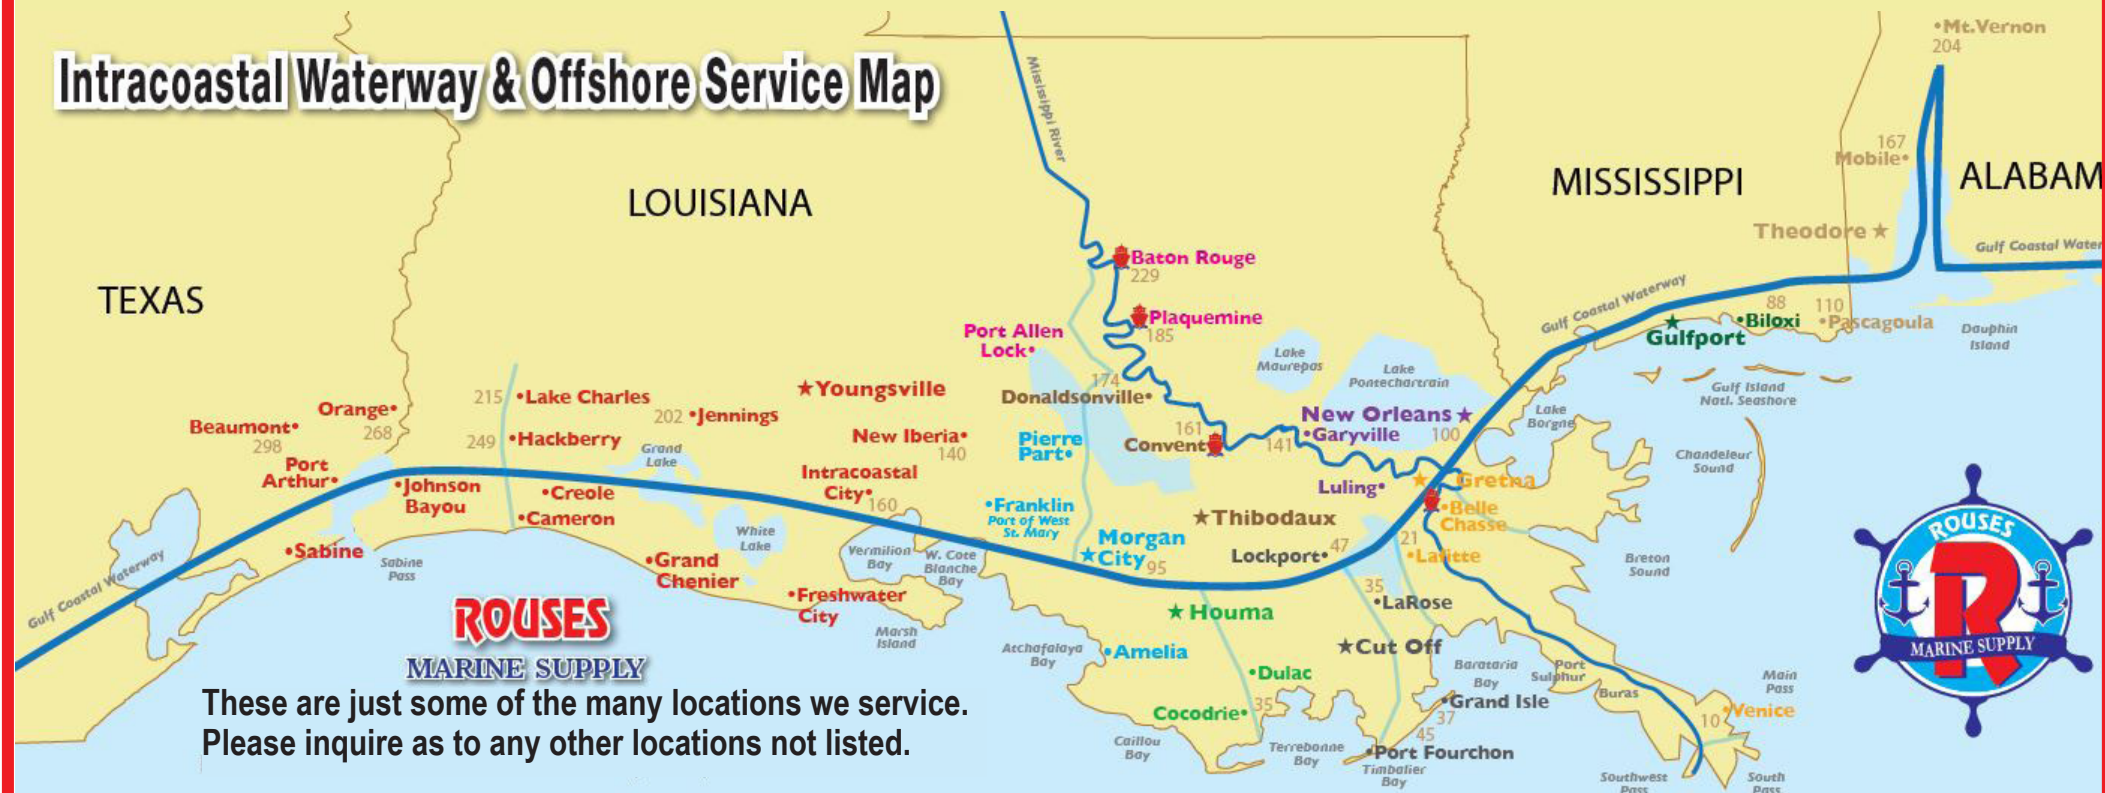 Intracoastal Waterway & Offshore Service Map
Mt.Vernon
204
Mississippi River
167
Mobile
LOUISIANA
MISSISSIPPI
ALABAM
Theodore
Gulf Coastal Water
TEXAS
Baton Rouge
229
Gulf Coastal Waterway
88
110
Plaquemine
185
Biloxi
Pascagoula
Gulfport
Dauphin
Island
Port Allen
Lock
Lake
Maurepas
Lake
Pontechartrain
174
Donaldsonville
Gulf Island
Natl. Seashore
Youngsville
215
Lake Charles
202
Jennings
Orange
268
Beaumont
298
249
Hackberry
Grand
Lake
New Iberia
140
Pierre
Part
161
Convent
141
New Orleans
Garyville
100
Lake
Borgne
Chandeleur
Sound
Port
Arthur
Johnson
Bayou
Creole
Cameron
Intracoastal
City
160
Franklin
Port of West
St. Mary
Luling
Gretna
Belle
Chasse
Thibodaux
ROUSES
R
MARINE SUPPLY
Sabine
Sabine
Pass
White
Lake
Vermilion
Bay
W. Cote
Blanche
Bay
Morgan
City
95
Lockport
47
21
Lafitte
Breton
Sound
Gulf Coastal Waterway
Grand
Chenier
Freshwater
City
Marsh
Island
Houma
35
LaRose
ROUSES
MARINE SUPPLY
Atchafalaya
Bay
Amelia
Cut Off
Barataria
Bay
Port
Sulphur
Main
Pass
Dulac
Buras
Grand Isle
37
45
Cocodrie
35
10
Venice
These are just some of the many locations we service.
Please inquire as to any other locations not listed.
Caillou
Bay
Terrebonne
Bay
Port Fourchon
Timbalier
Bay
Southwest
Pass
South
Pass